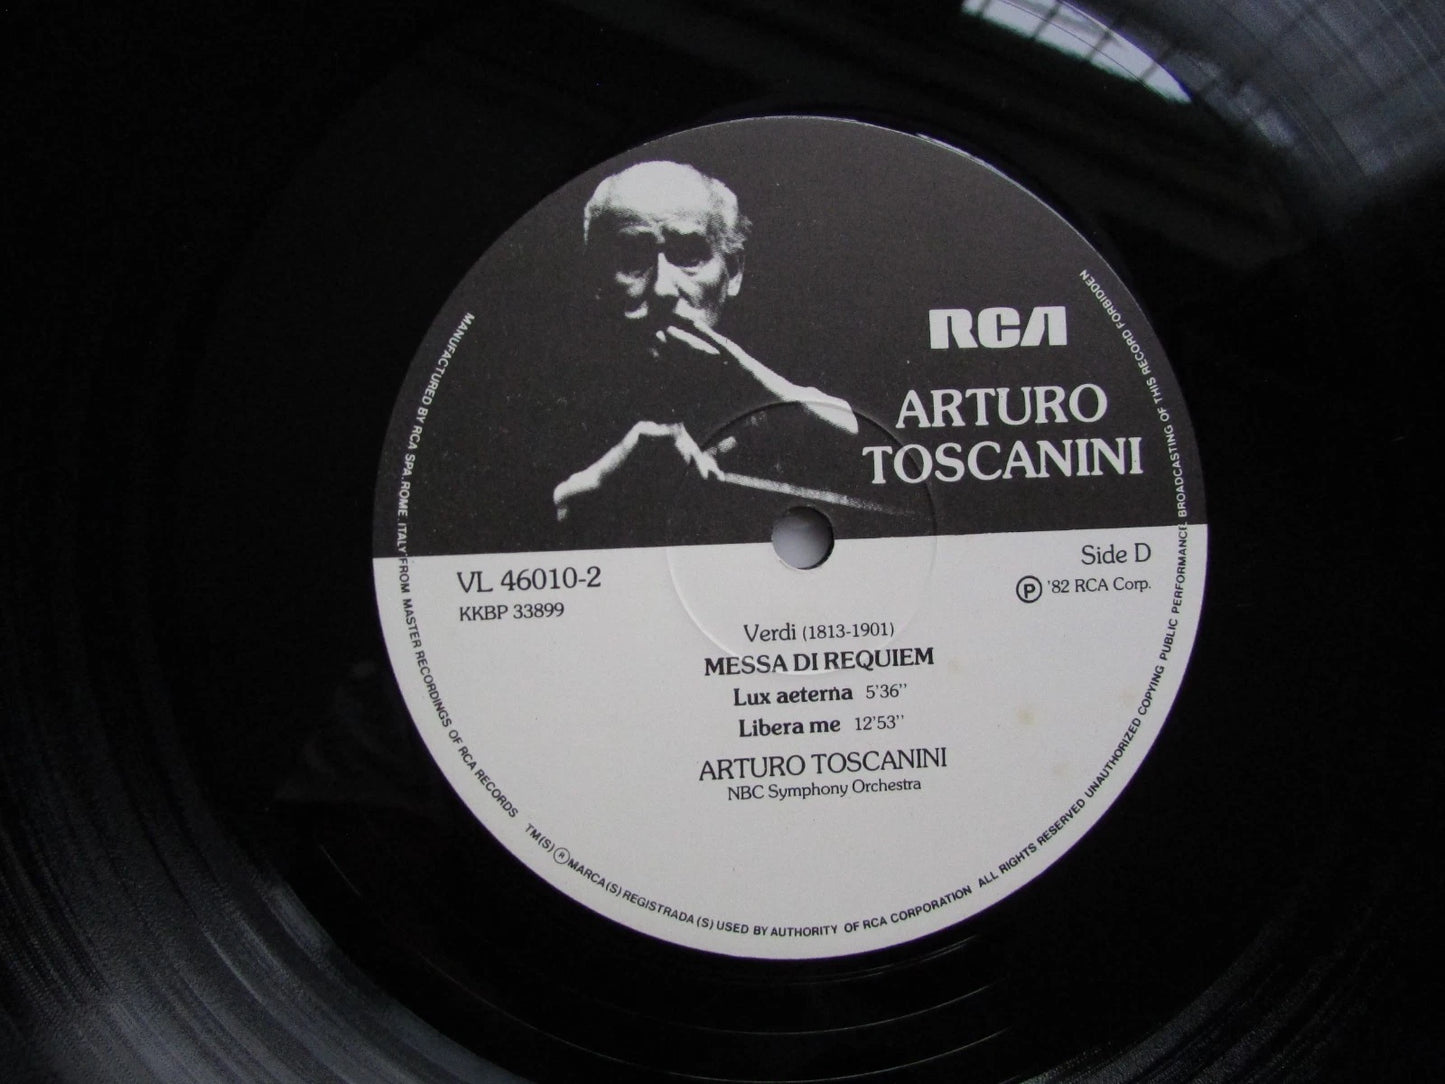 RCA
ARTURO
TOSCANINI
VL 46010-2
KKBP 33899
Side D
Ⓟ '82 RCA Corp.
Verdi (1813-1901)
MESSA DI REQUIEM
Lux aeterna 5'36''
Libera me 12'53''
ARTURO TOSCANINI
NBC Symphony Orchestra
MANUFACTURED BY RCA SPA. ROME ITALY FROM MASTER RECORDINGS OF RCA RECORDS TM(S) ® MARCA(S) REGISTRADA(S) USED BY AUTHORITY OF RCA CORPORATION ALL RIGHTS RESERVED UNAUTHORIZED COPYING PUBLIC PERFORMANCE BROADCASTING OF THIS RECORD FORBIDDEN